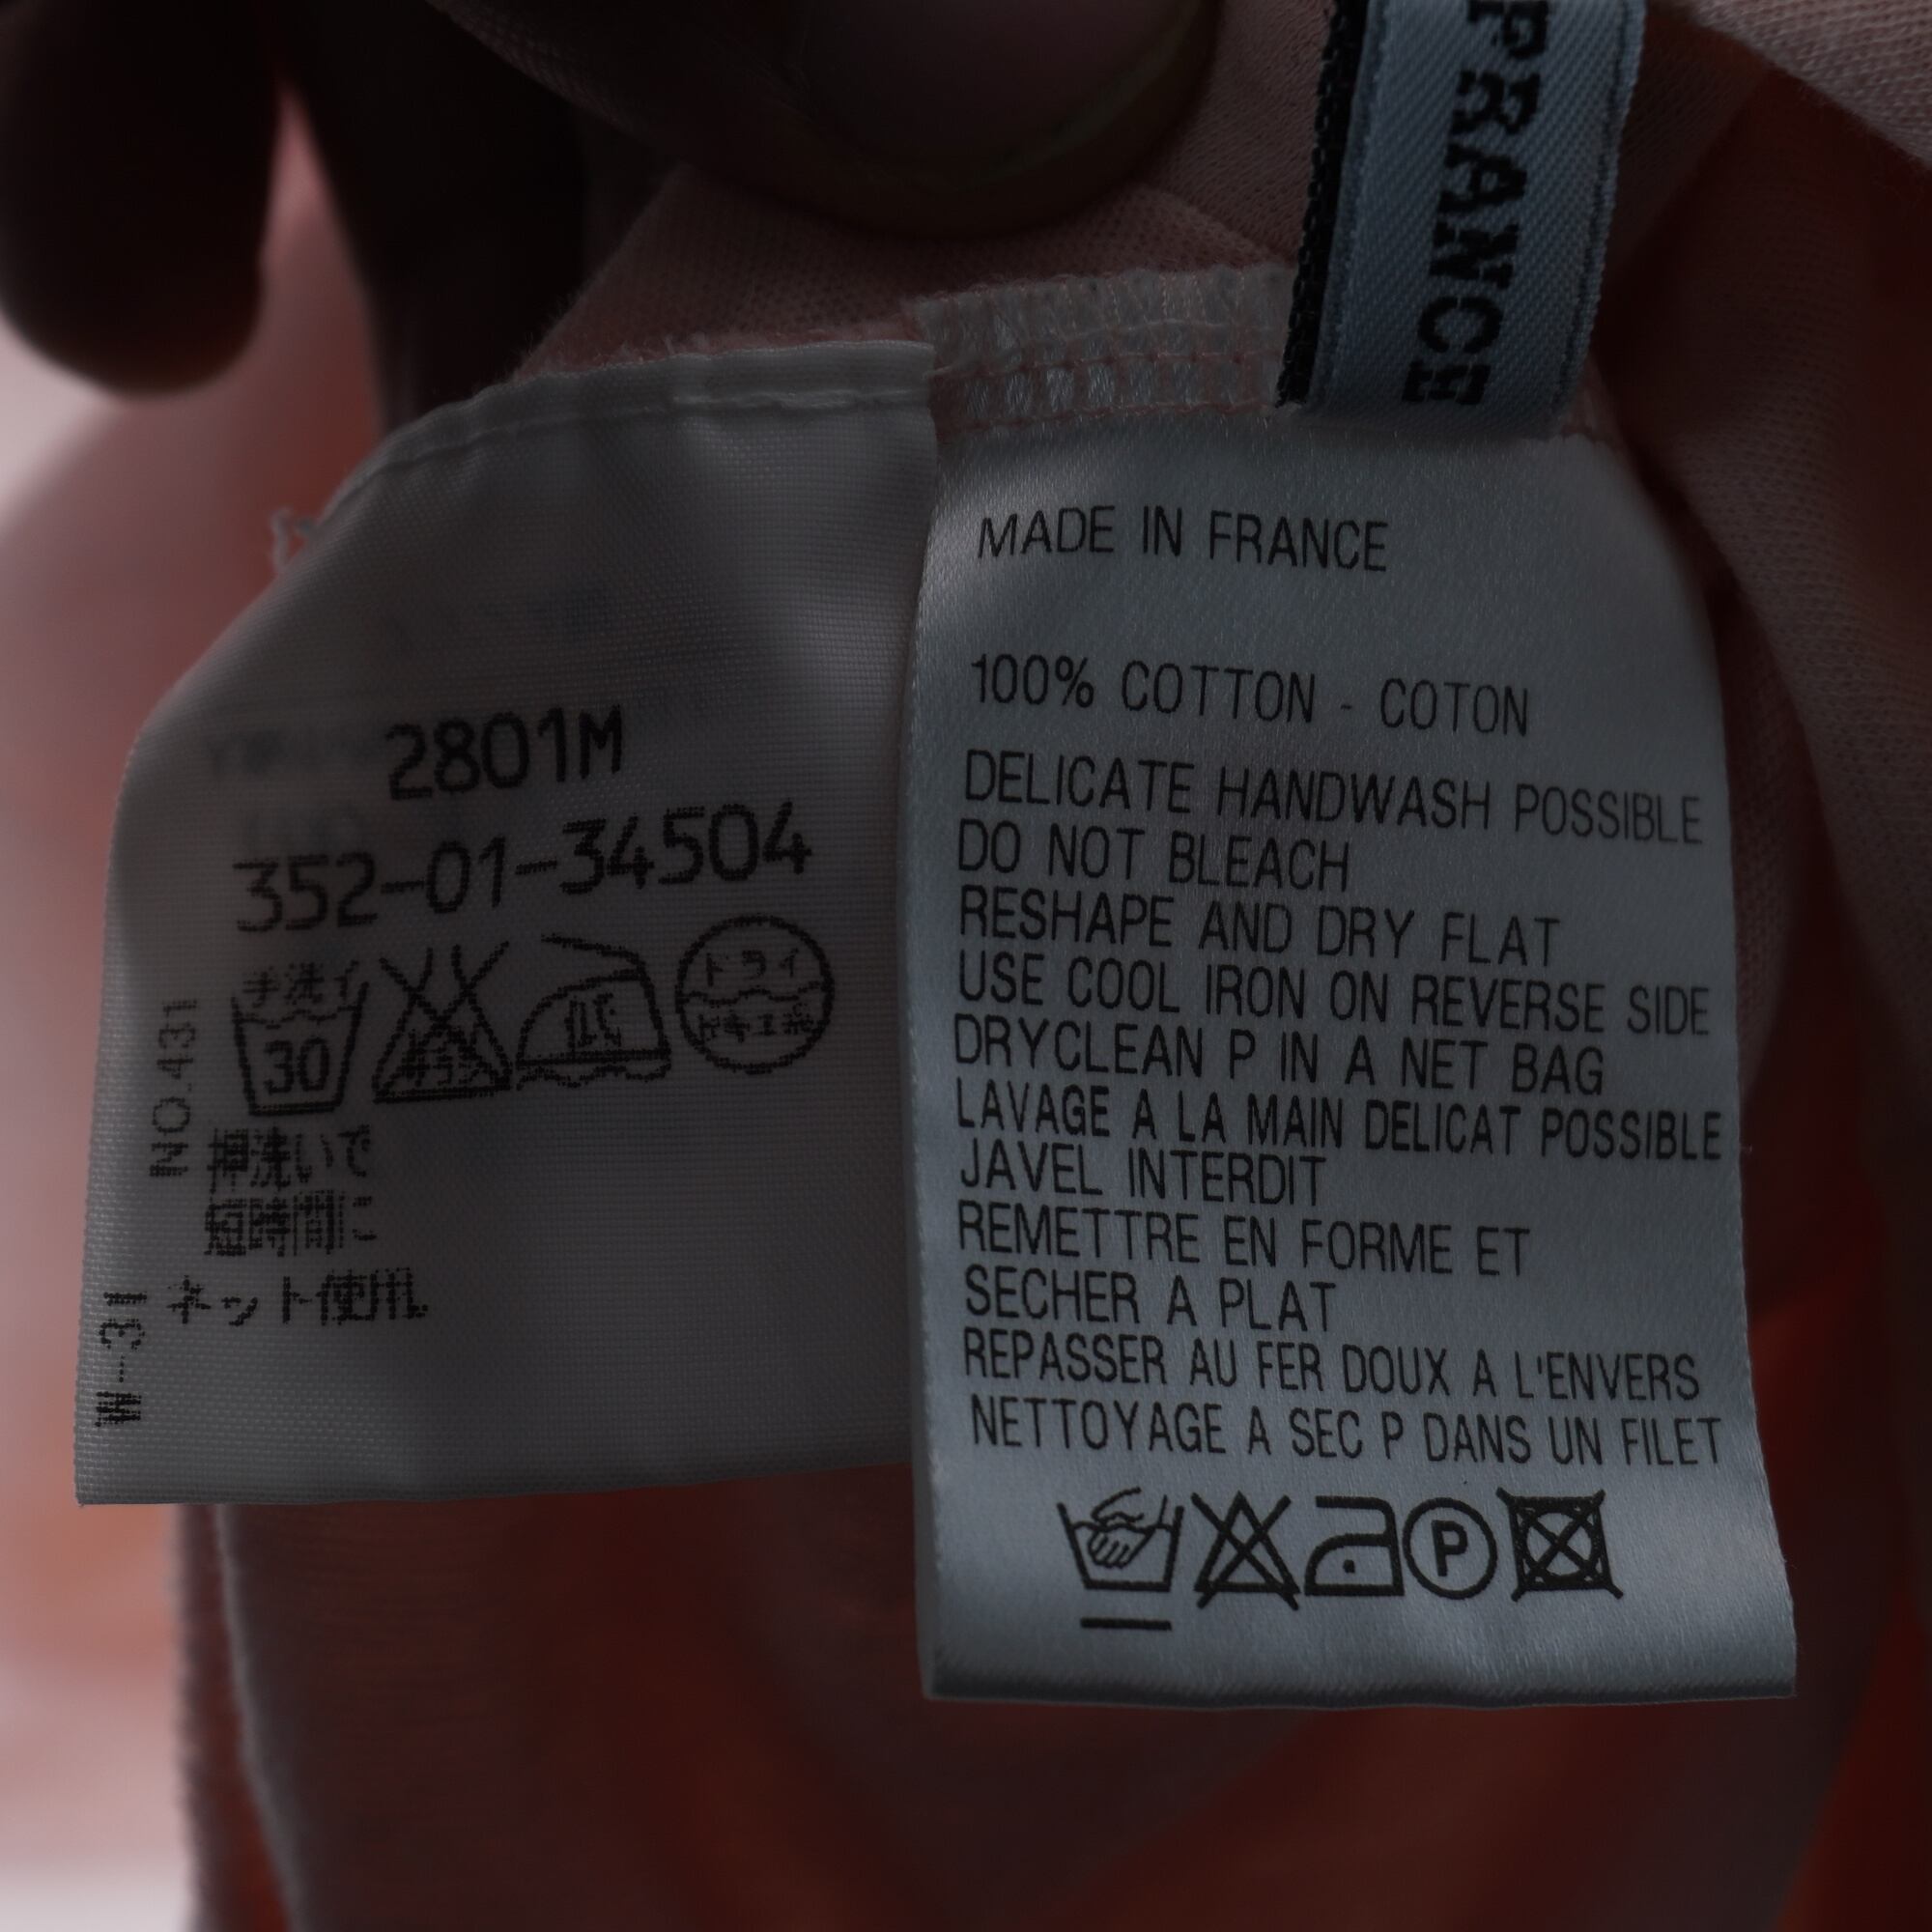 FRANCE
2801M
352-01-34504
手洗イ
30
低
ドライ
NO.431
押洗いで
短時間に
ネット使用
W-31
MADE IN FRANCE
100% COTTON - COTON
DELICATE HANDWASH POSSIBLE
DO NOT BLEACH
RESHAPE AND DRY FLAT
USE COOL IRON ON REVERSE SIDE
DRYCLEAN P IN A NET BAG
LAVAGE A LA MAIN DELICAT POSSIBLE
JAVEL INTERDIT
REMETTRE EN FORME ET
SECHER A PLAT
REPASSER AU FER DOUX A L'ENVERS
NETTOYAGE A SEC P DANS UN FILET
P